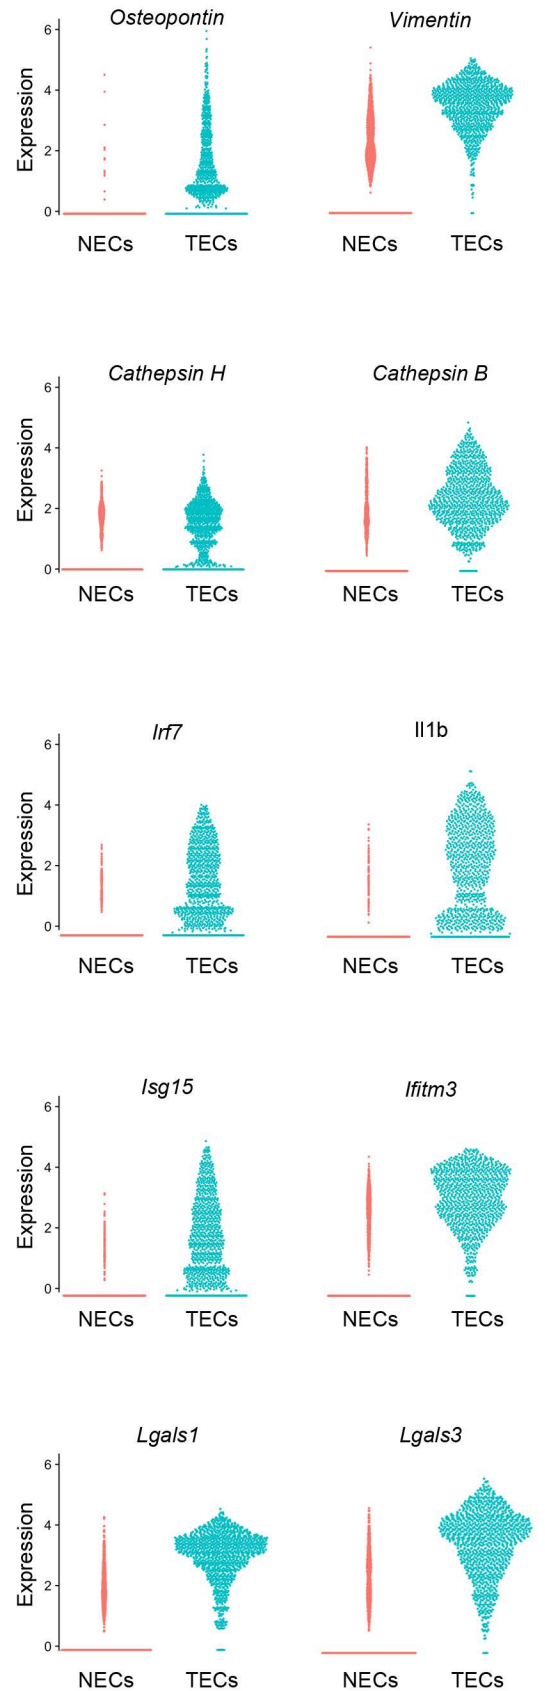 Osteopontin Vimentin
6
4
2
0
Expression
NECs TECs NECs TECs
Cathepsin H Cathepsin B
6
4
2
0
Expression
NECs TECs NECs TECs
Irf7 Il1b
6
4
2
0
Expression
NECs TECs NECs TECs
Isg15 Ifitm3
6
4
2
0
Expression
NECs TECs NECs TECs
Lgals1 Lgals3
6
4
2
0
Expression
NECs TECs NECs TECs